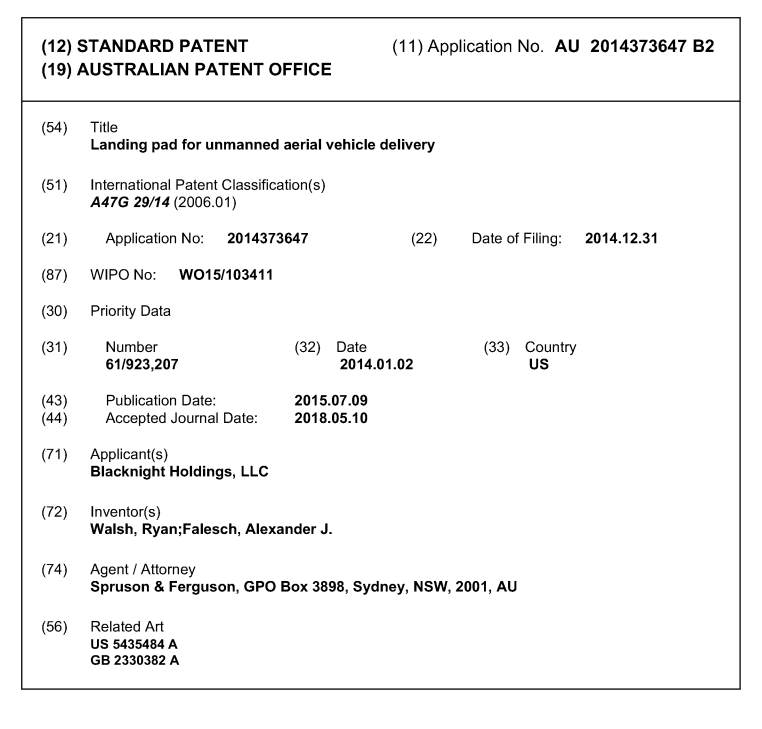 (12) STANDARD PATENT (11) Application No. AU 2014373647 B2
(19) AUSTRALIAN PATENT OFFICE
(54) Title
Landing pad for unmanned aerial vehicle delivery
(51) International Patent Classification(s)
A47G 29/14 (2006.01)
(21) Application No: 2014373647 (22) Date of Filing: 2014.12.31
(87) WIPO No: WO15/103411
(30) Priority Data
(31) Number (32) Date (33) Country
61/923,207 2014.01.02 US
(43) Publication Date: 2015.07.09
(44) Accepted Journal Date: 2018.05.10
(71) Applicant(s)
Blacknight Holdings, LLC
(72) Inventor(s)
Walsh, Ryan;Falesch, Alexander J.
(74) Agent / Attorney
Spruson & Ferguson, GPO Box 3898, Sydney, NSW, 2001, AU
(56) Related Art
US 5435484 A
GB 2330382 A